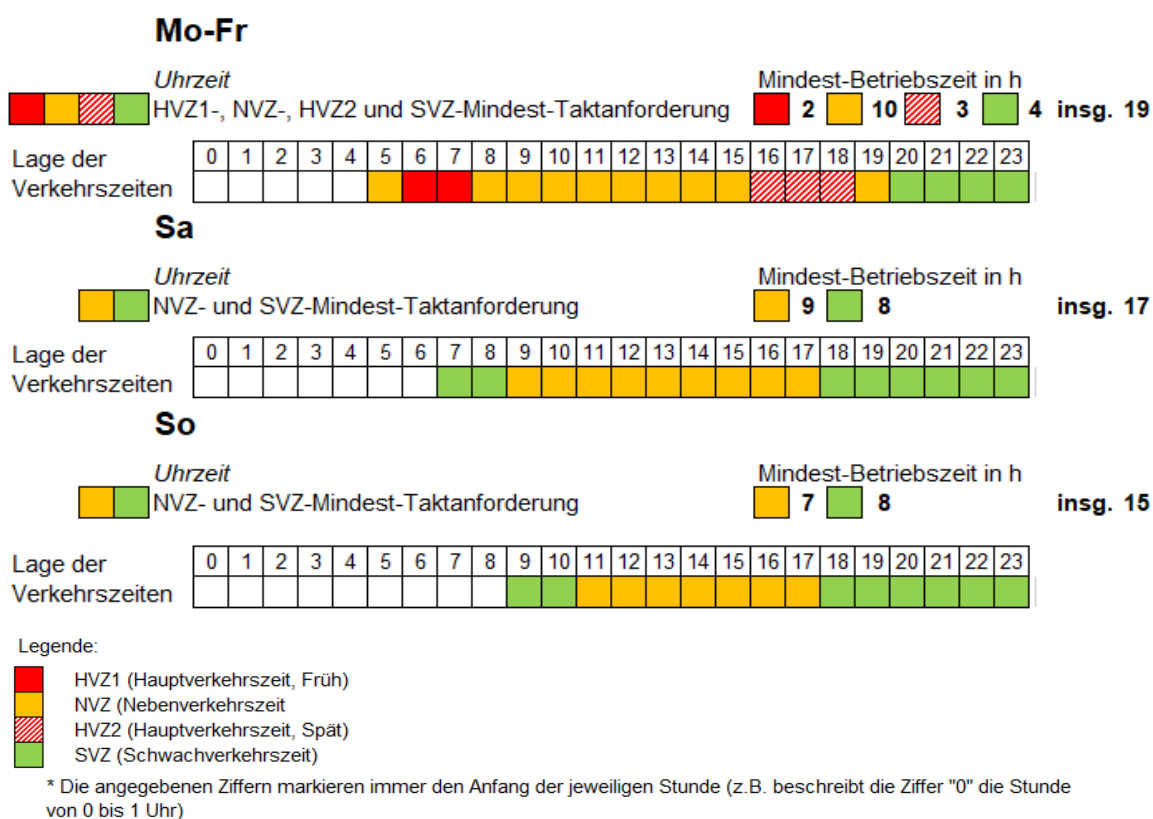 Mo-Fr
Uhrzeit Mindest-Betriebszeit in h
HVZ1-, NVZ-, HVZ2 und SVZ-Mindest-Taktanforderung 2 10 3 4 insg. 19
Lage der 0 1 2 3 4 5 6 7 8 9 10 11 12 13 14 15 16 17 18 19 20 21 22 23
Verkehrszeiten
Sa
Uhrzeit Mindest-Betriebszeit in h
NVZ- und SVZ-Mindest-Taktanforderung 9 8 insg. 17
Lage der 0 1 2 3 4 5 6 7 8 9 10 11 12 13 14 15 16 17 18 19 20 21 22 23
Verkehrszeiten
So
Uhrzeit Mindest-Betriebszeit in h
NVZ- und SVZ-Mindest-Taktanforderung 7 8 insg. 15
Lage der 0 1 2 3 4 5 6 7 8 9 10 11 12 13 14 15 16 17 18 19 20 21 22 23
Verkehrszeiten
Legende:
HVZ1 (Hauptverkehrszeit, Früh)
NVZ (Nebenverkehrszeit
HVZ2 (Hauptverkehrszeit, Spät)
SVZ (Schwachverkehrszeit)
* Die angegebenen Ziffern markieren immer den Anfang der jeweiligen Stunde (z.B. beschreibt die Ziffer "0" die Stunde
von 0 bis 1 Uhr)